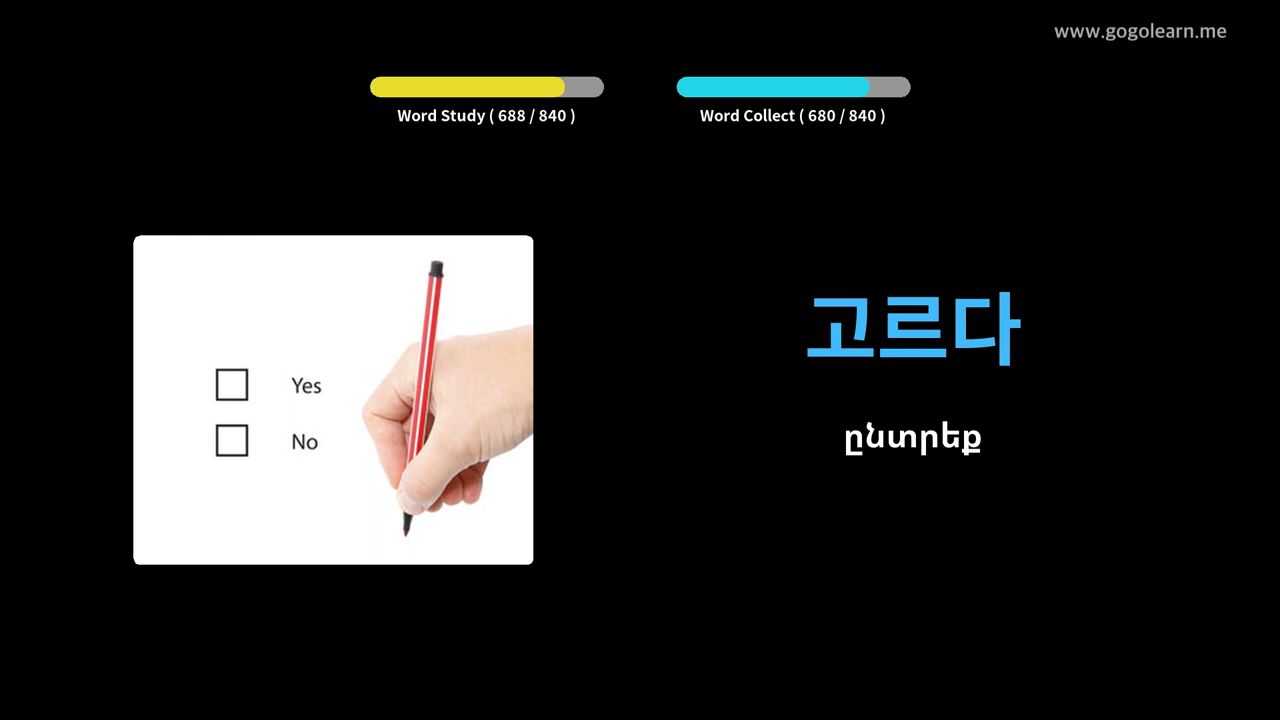 www.gogolearn.me
Word Study ( 688 / 840 )
Word Collect ( 680 / 840 )
Yes
No
고르다
ընտրեք